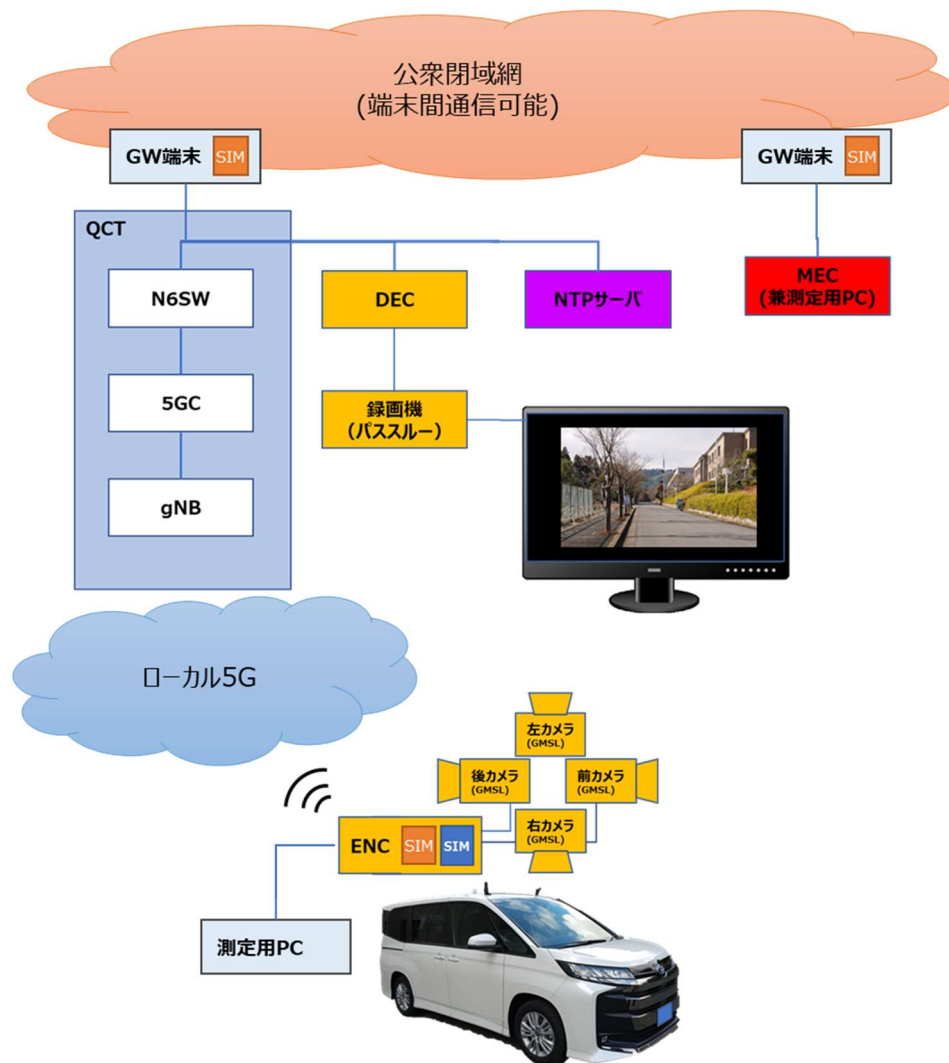 公衆閉域網
(端末間通信可能)
GW端末 SIM
GW端末 SIM
QCT
N6SW
DEC
NTPサーバ
MEC
(兼測定用PC)
5GC
録画機
(パススルー)
gNB
ローカル5G
左カメラ
(GMSL)
後カメラ
(GMSL)
前カメラ
(GMSL)
右カメラ
(GMSL)
ENC SIM SIM
測定用PC